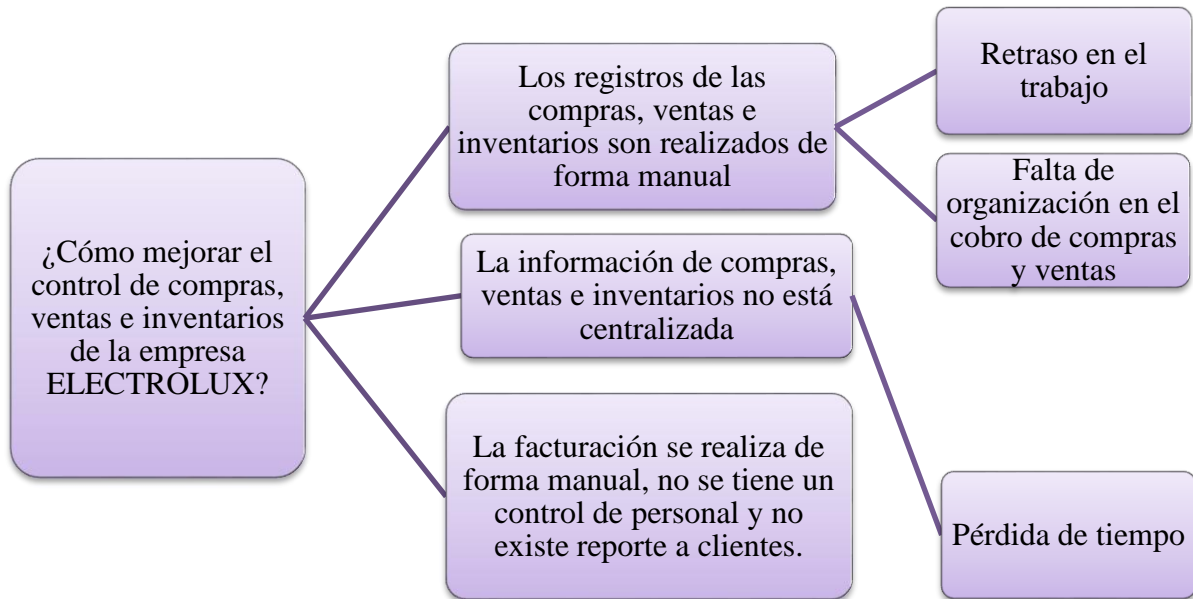 ¿Cómo mejorar el
control de compras,
ventas e inventarios
de la empresa
ELECTROLUX?
Los registros de las
compras, ventas e
inventarios son realizados de
forma manual
La información de compras,
ventas e inventarios no está
centralizada
La facturación se realiza de
forma manual, no se tiene un
control de personal y no
existe reporte a clientes.
Retraso en el
trabajo
Falta de
organización en el
cobro de compras
y ventas
Pérdida de tiempo